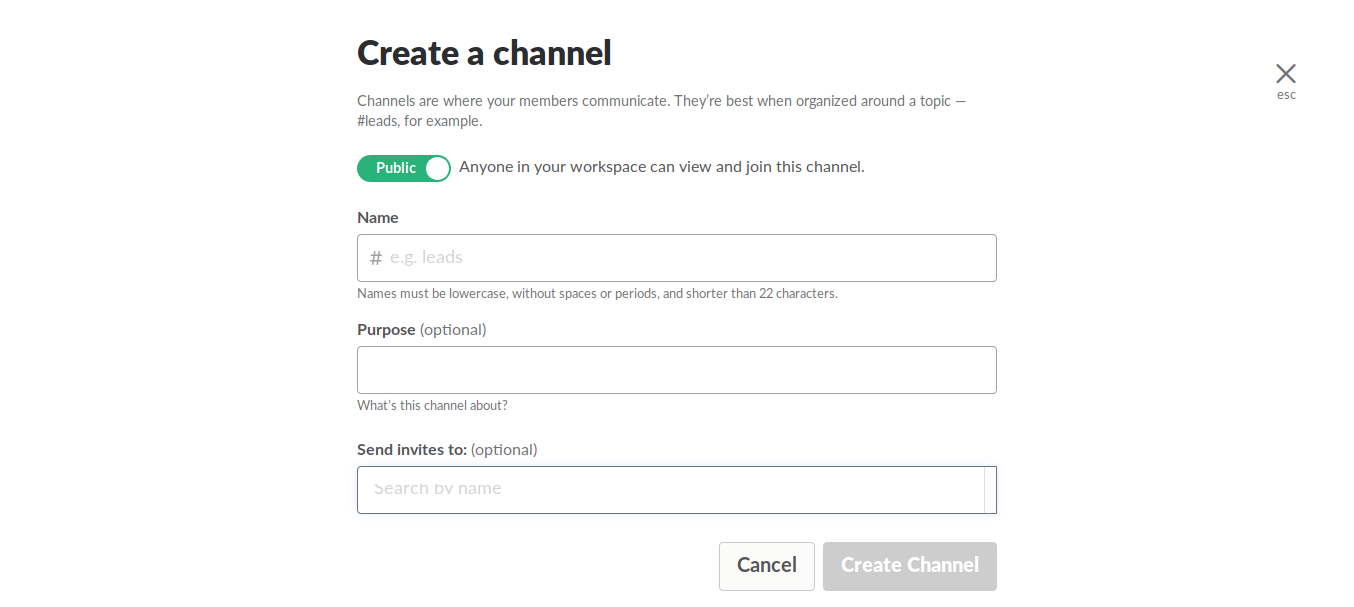 Create a channel
esc
Channels are where your members communicate. They're best when organized around a topic —
#leads, for example.
Public Anyone in your workspace can view and join this channel.
Name
# e.g. leads
Names must be lowercase, without spaces or periods, and shorter than 22 characters.
Purpose (optional)
What's this channel about?
Send invites to: (optional)
Search by name
Cancel Create Channel